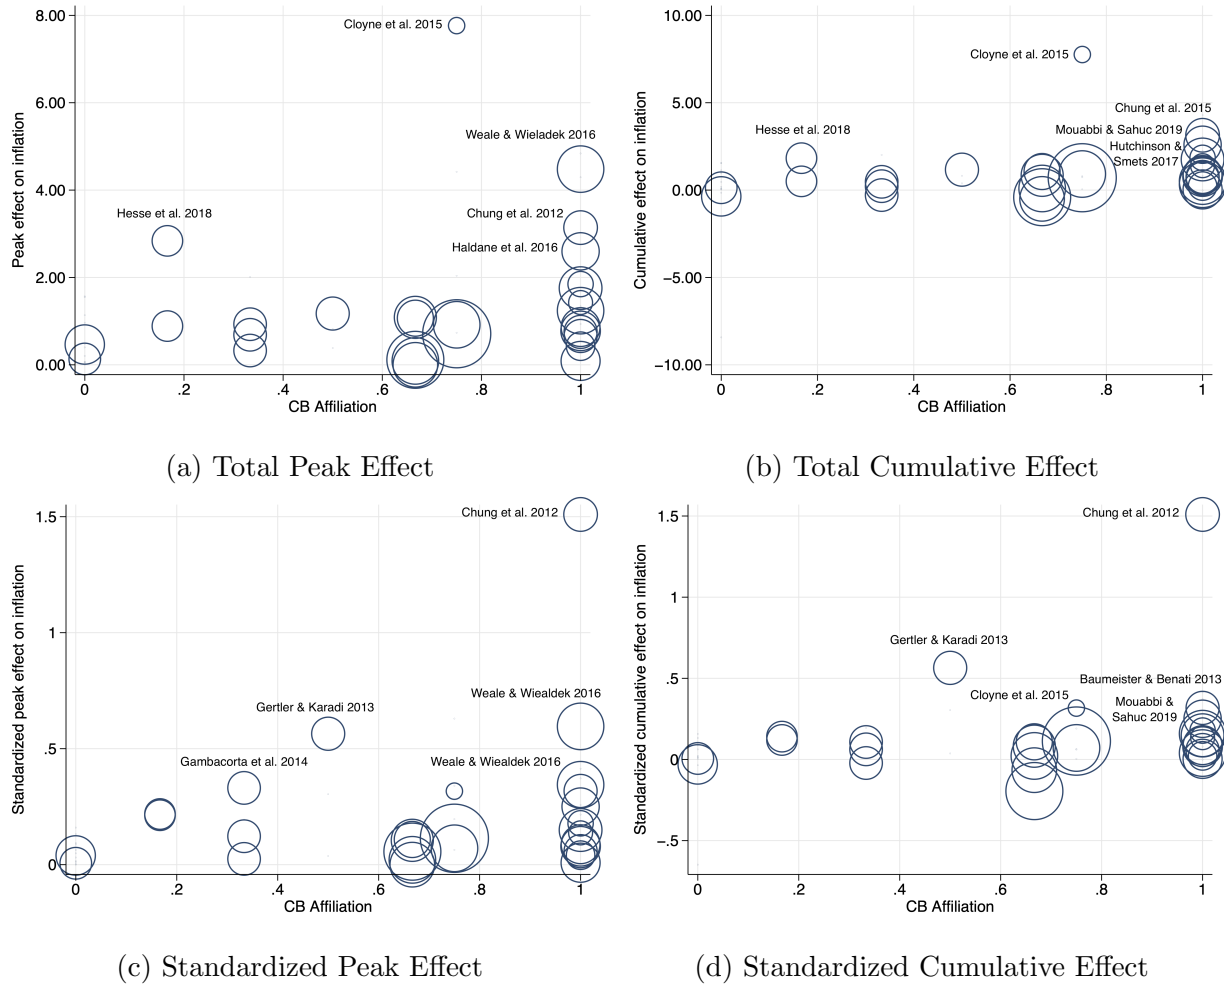 8.00
6.00
4.00
2.00
0.00
Peak effect on inflation
Cloyne et al. 2015
Weale & Wieladek 2016
Hesse et al. 2018
Chung et al. 2012
Haldane et al. 2016
0 .2 .4 .6 .8 1
CB Affiliation
(a) Total Peak Effect
10.00
5.00
0.00
−5.00
−10.00
Cumulative effect on inflation
Cloyne et al. 2015
Chung et al. 2015
Hesse et al. 2018
Mouabbi & Sahuc 2019
Hutchinson &
Smets 2017
0 .2 .4 .6 .8 1
CB Affiliation
(b) Total Cumulative Effect
1.5
1
.5
0
Standardized peak effect on inflation
Chung et al. 2012
Weale & Wiealdek 2016
Gertler & Karadi 2013
Gambacorta et al. 2014
Weale & Wiealdek 2016
0 .2 .4 .6 .8 1
CB Affiliation
(c) Standardized Peak Effect
1.5
1
.5
0
−.5
Standardized cumulative effect on inflation
Chung et al. 2012
Gertler & Karadi 2013
Baumeister & Benati 2013
Cloyne et al. 2015
Mouabbi &
Sahuc 2019
0 .2 .4 .6 .8 1
CB Affiliation
(d) Standardized Cumulative Effect